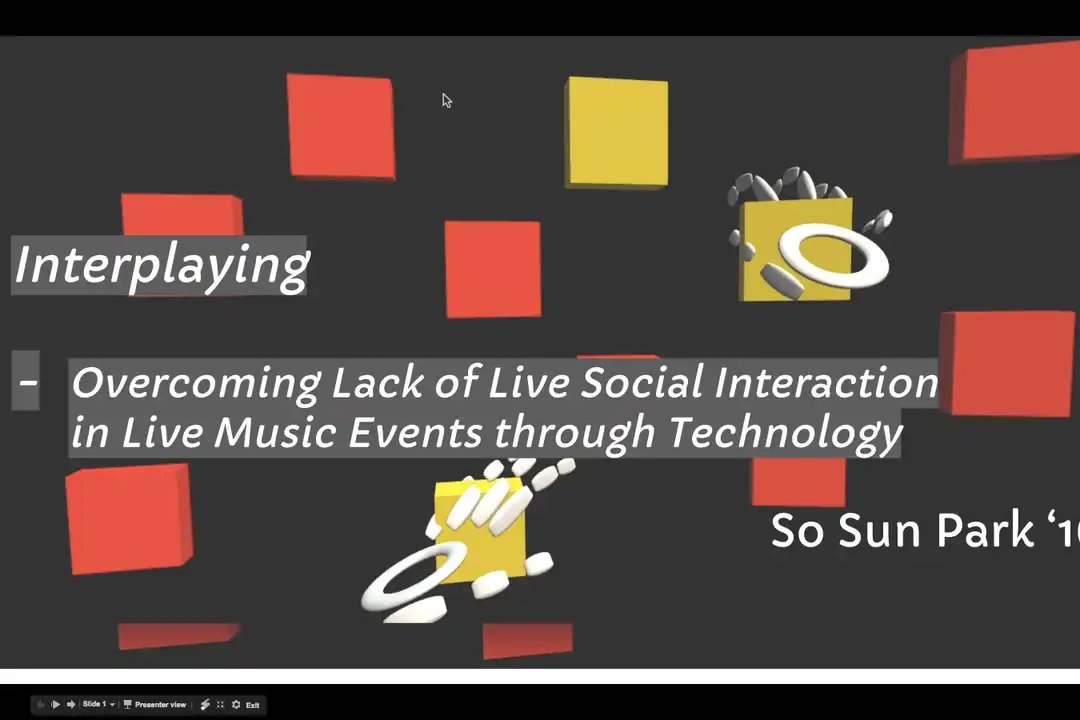 Interplaying
- Overcoming Lack of Live Social Interaction
in Live Music Events through Technology
So Sun Park ‘1
Slide 1
Presenter view
Exit